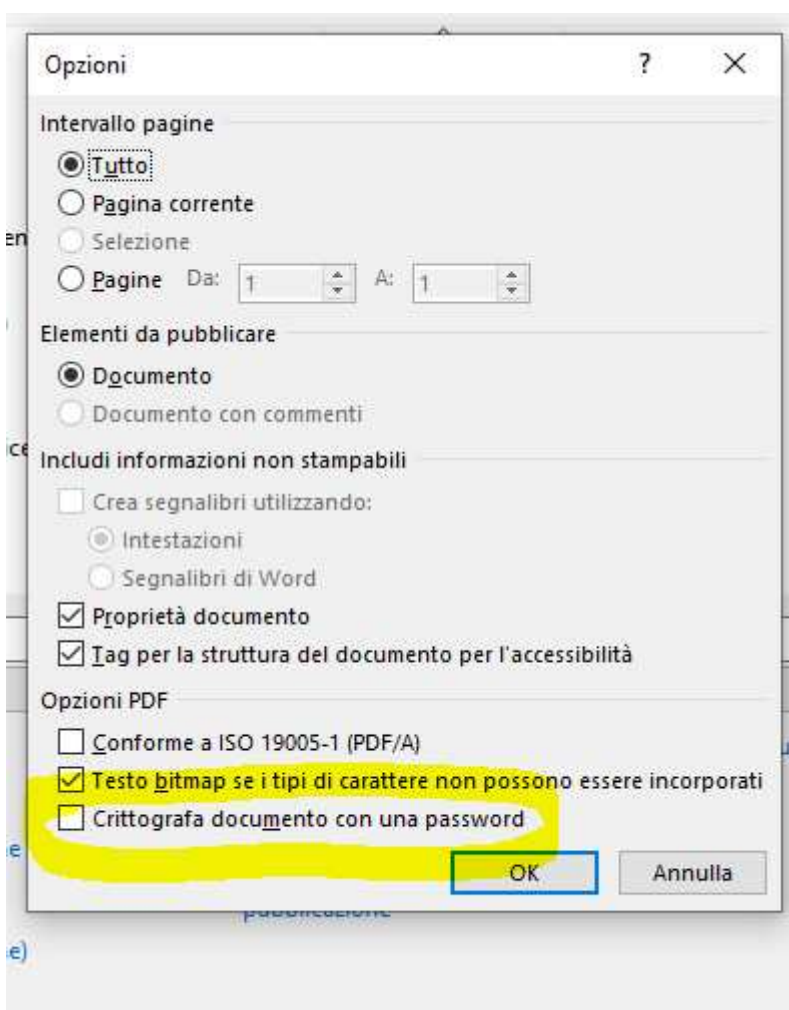 Opzioni ?
Intervallo pagine
Tutto
Pagina corrente
en
Selezione
Pagine Da: 1 A: 1
Elementi da pubblicare
Documento
Documento con commenti
ce
Includi informazioni non stampabili
Crea segnalibri utilizzando:
Intestazioni
Segnalibri di Word
Proprietà documento
Tag per la struttura del documento per l'accessibilità
Opzioni PDF
Conforme a ISO 19005-1 (PDF/A)
Testo bitmap se i tipi di carattere non possono essere incorporati
Crittografa documento con una password
e
OK Annulla
pubblicazione
e)